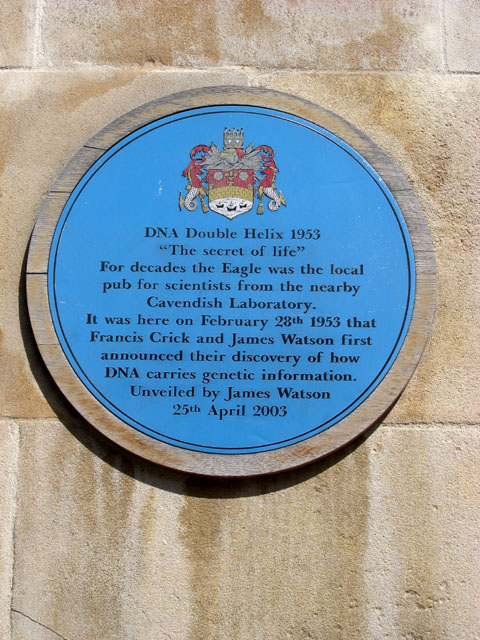 DNA Double Helix 1953
"The secret of life"
For decades the Eagle was the local
pub for scientists from the nearby
Cavendish Laboratory.
It was here on February 28th 1953 that
Francis Crick and James Watson first
announced their discovery of how
DNA carries genetic information.
Unveiled by James Watson
25th April 2003